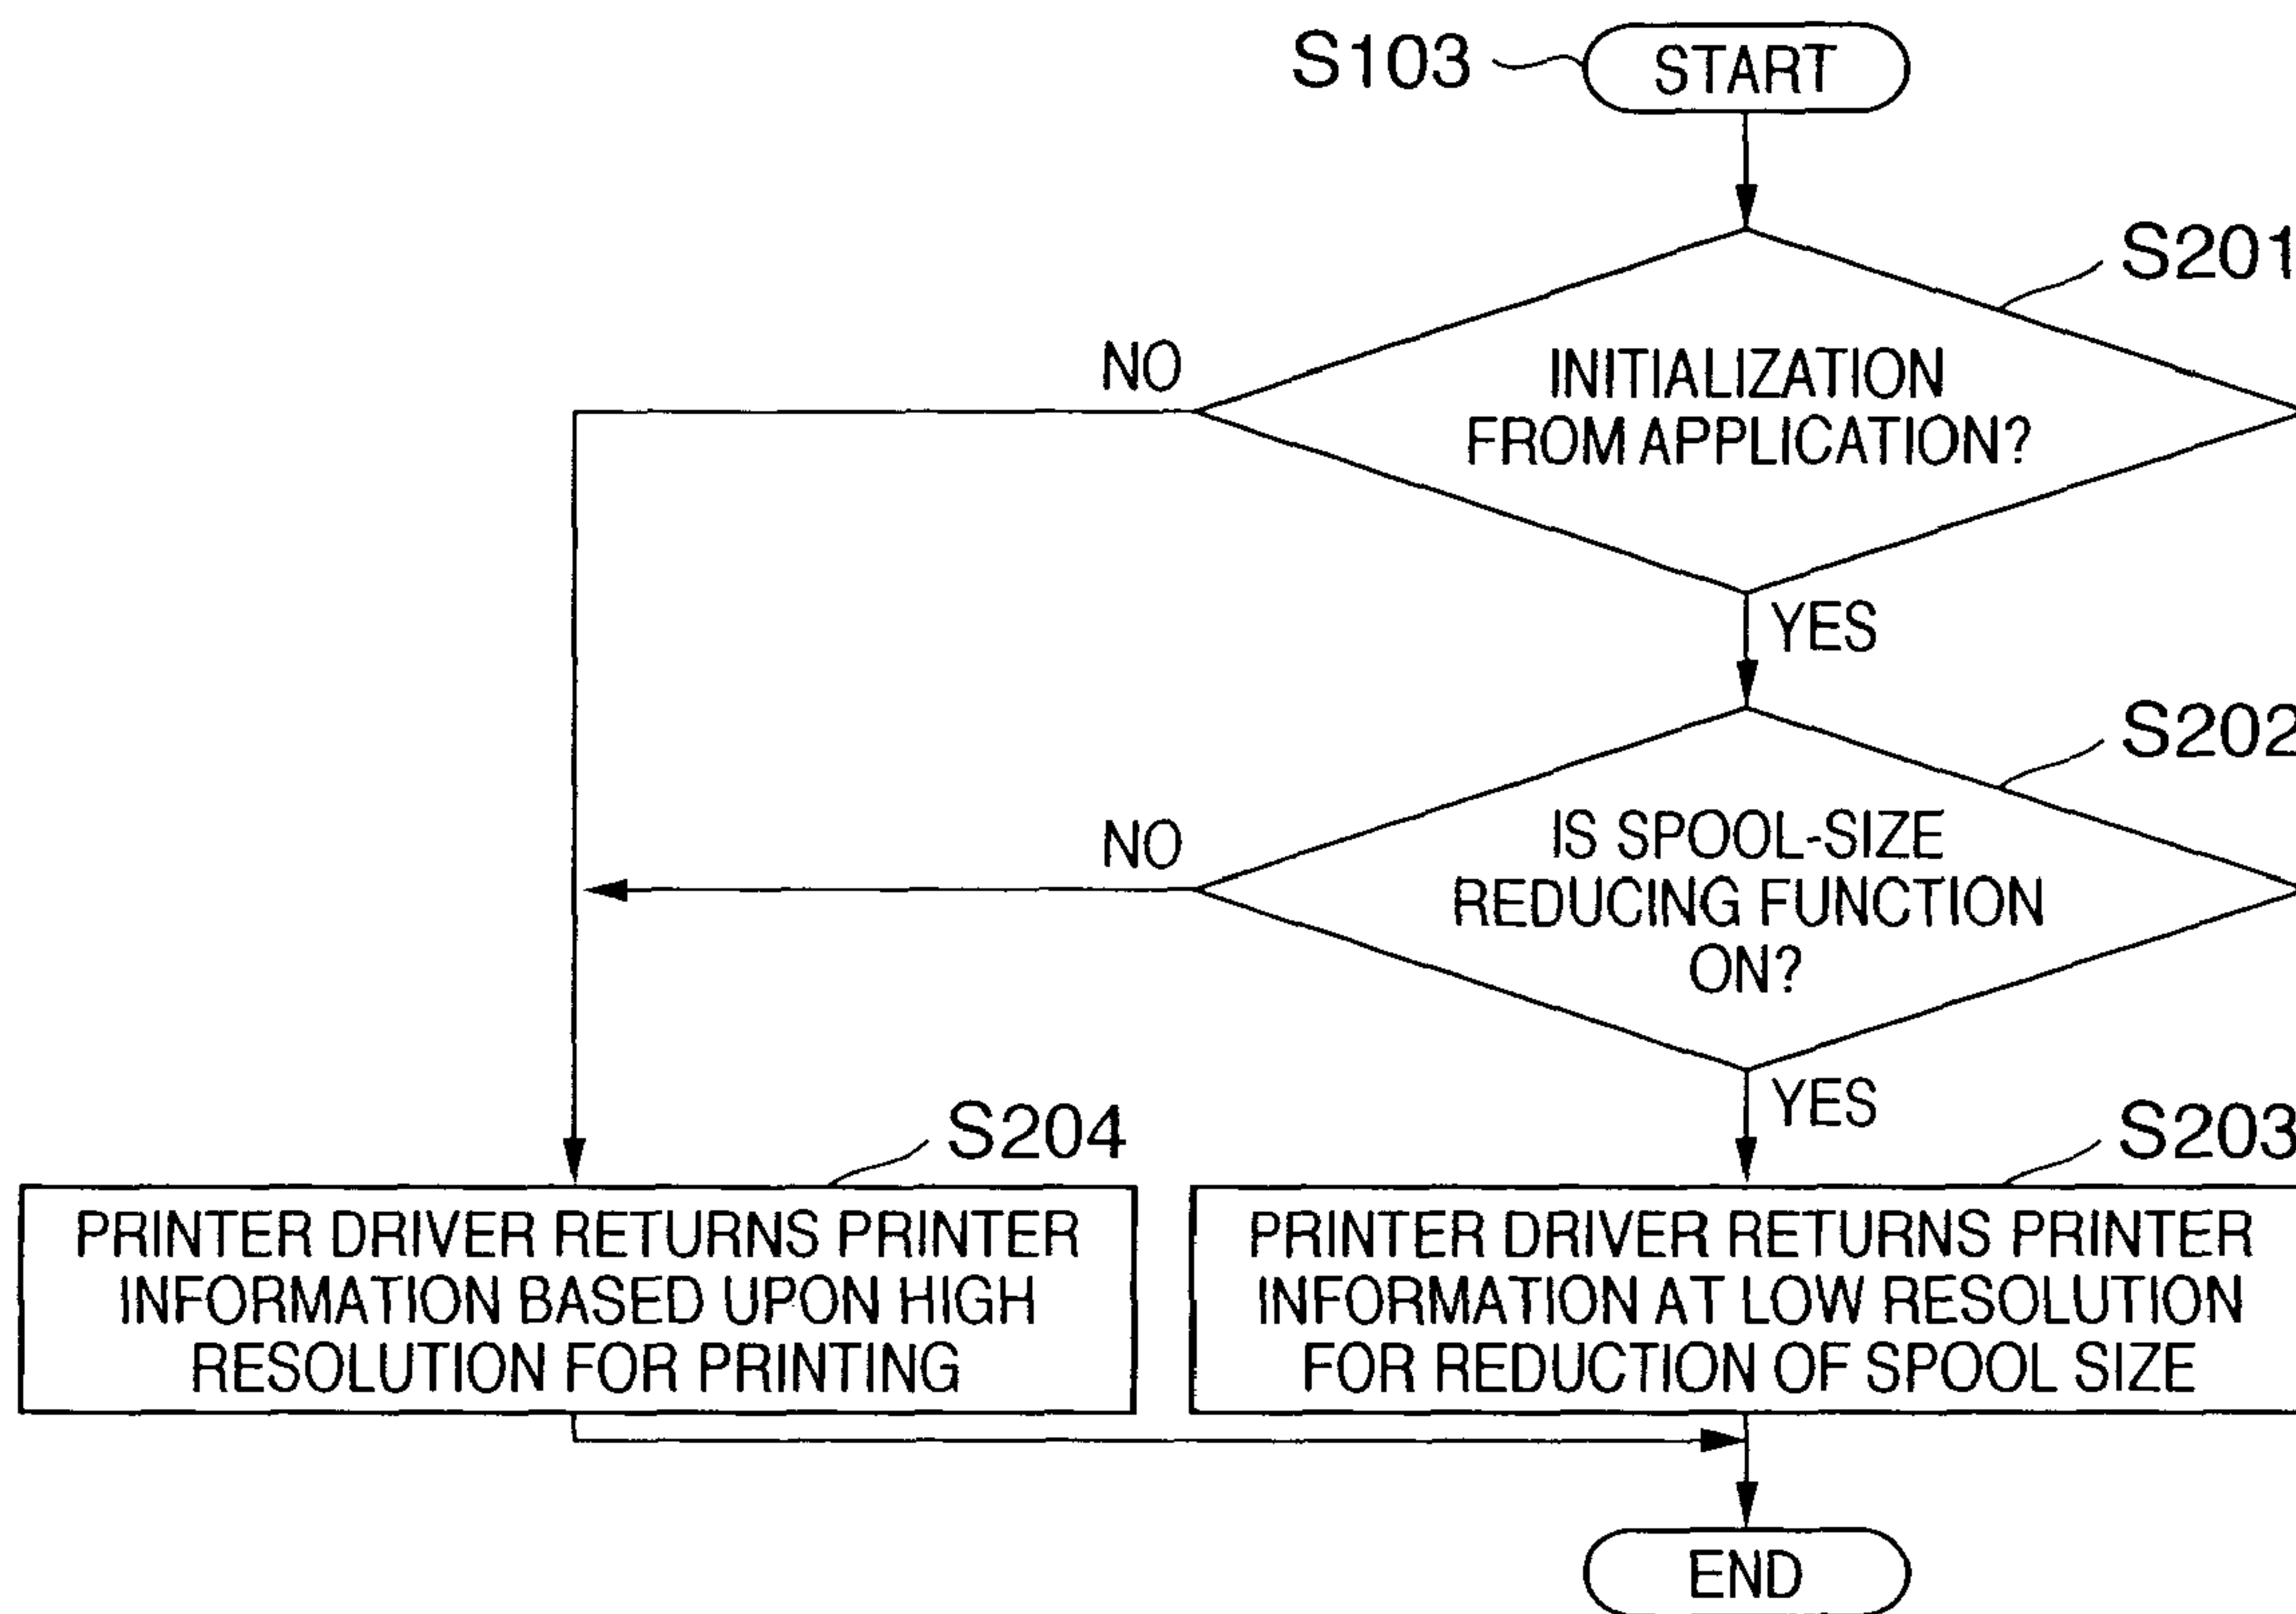 S103
START
S201
INITIALIZATION
FROM APPLICATION?
NO
YES
S202
IS SPOOL-SIZE
REDUCING FUNCTION
ON?
NO
YES
S204
PRINTER DRIVER RETURNS PRINTER
INFORMATION BASED UPON HIGH
RESOLUTION FOR PRINTING
S203
PRINTER DRIVER RETURNS PRINTER
INFORMATION AT LOW RESOLUTION
FOR REDUCTION OF SPOOL SIZE
END